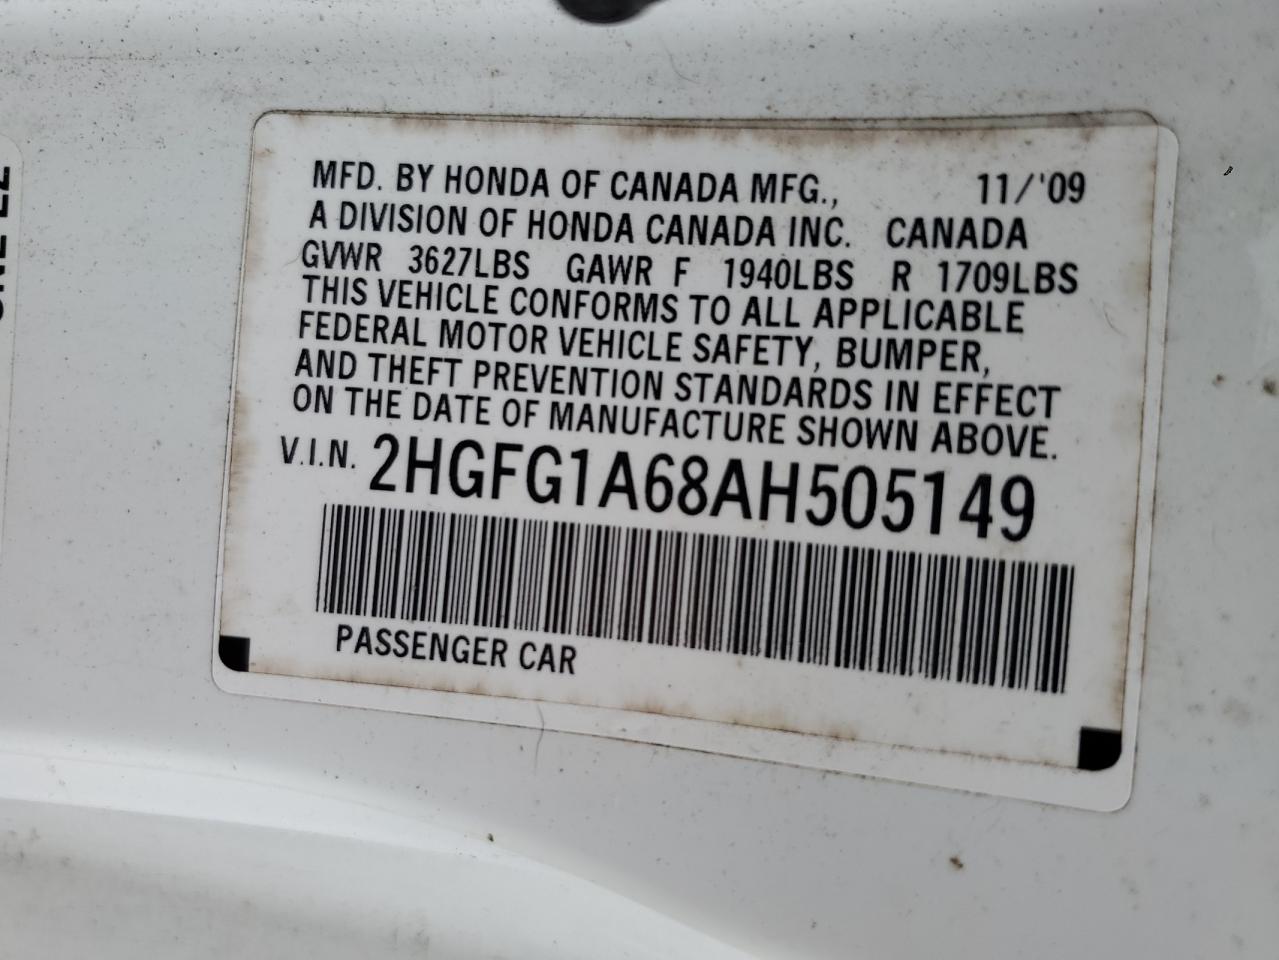 MFD. BY HONDA OF CANADA MFG., 11/'09
A DIVISION OF HONDA CANADA INC. CANADA
GVWR 3627LBS GAWR F 1940LBS R 1709LBS
THIS VEHICLE CONFORMS TO ALL APPLICABLE
FEDERAL MOTOR VEHICLE SAFETY, BUMPER,
AND THEFT PREVENTION STANDARDS IN EFFECT
ON THE DATE OF MANUFACTURE SHOWN ABOVE.
V.I.N. 2HGFG1A68AH505149
PASSENGER CAR